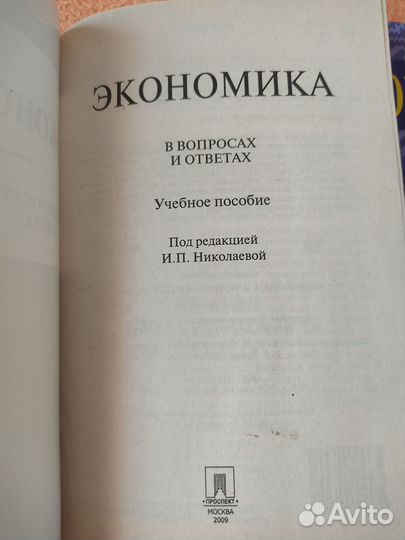 ЭКОНОМИКА
В ВОПРОСАХ
И ОТВЕТАХ
Учебное пособие
Под редакцией
И.П. Николаевой
ПРОСПЕКТ
МОСКВА
2009
Avito